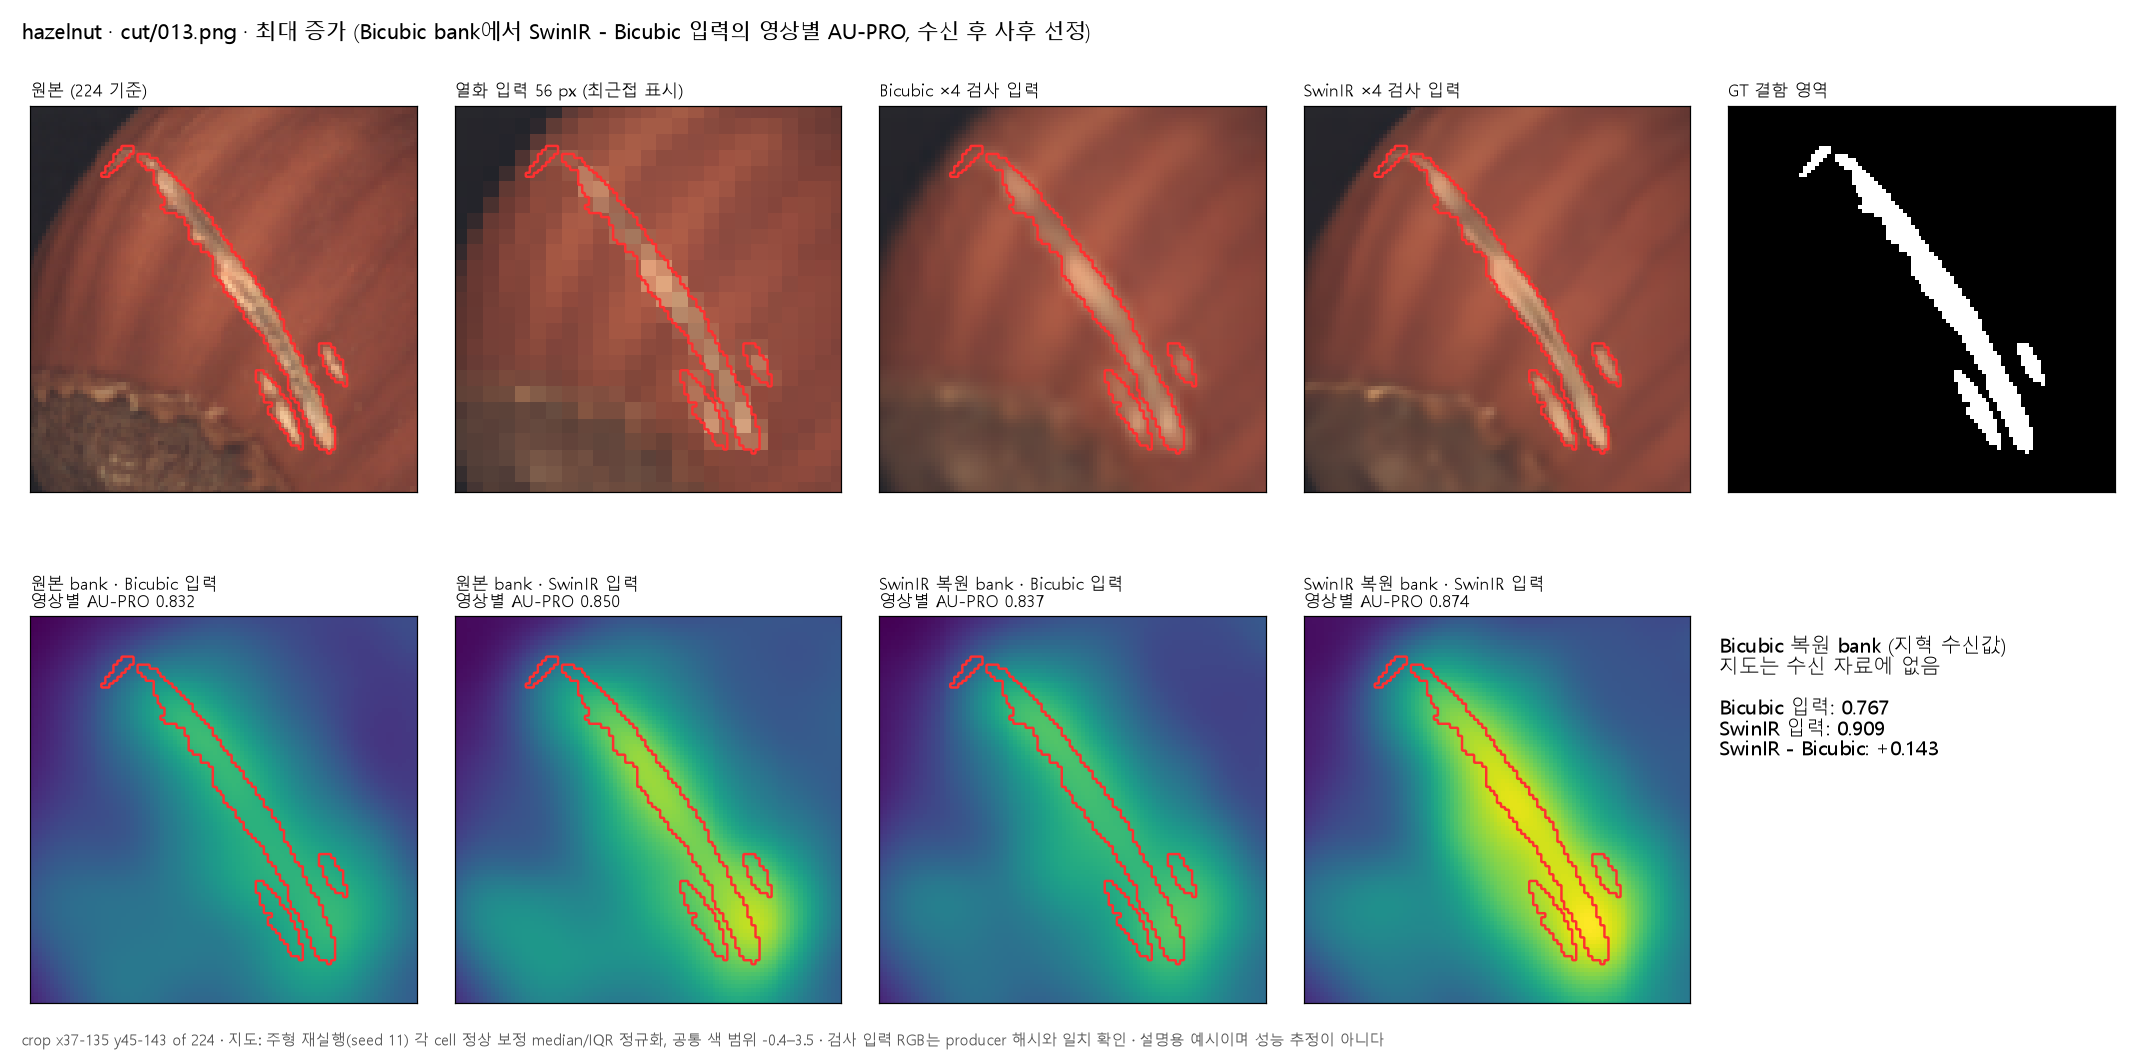 hazelnut · cut/013.png · 최대 증가 (Bicubic bank에서 SwinIR - Bicubic 입력의 영상별 AU-PRO, 수신 후 사후 선정)
원본 (224 기준)
열화 입력 56 px (최근접 표시)
Bicubic ×4 검사 입력
SwinIR ×4 검사 입력
GT 결함 영역
원본 bank · Bicubic 입력
영상별 AU-PRO 0.832
원본 bank · SwinIR 입력
영상별 AU-PRO 0.850
SwinIR 복원 bank · Bicubic 입력
영상별 AU-PRO 0.837
SwinIR 복원 bank · SwinIR 입력
영상별 AU-PRO 0.874
Bicubic 복원 bank (지혁 수신값)
지도는 수신 자료에 없음
Bicubic 입력: 0.767
SwinIR 입력: 0.909
SwinIR - Bicubic: +0.143
crop x37-135 y45-143 of 224 · 지도: 주형 재실행(seed 11) 각 cell 정상 보정 median/IQR 정규화, 공통 색 범위 -0.4–3.5 · 검사 입력 RGB는 producer 해시와 일치 확인 · 설명용 예시이며 성능 추정이 아니다